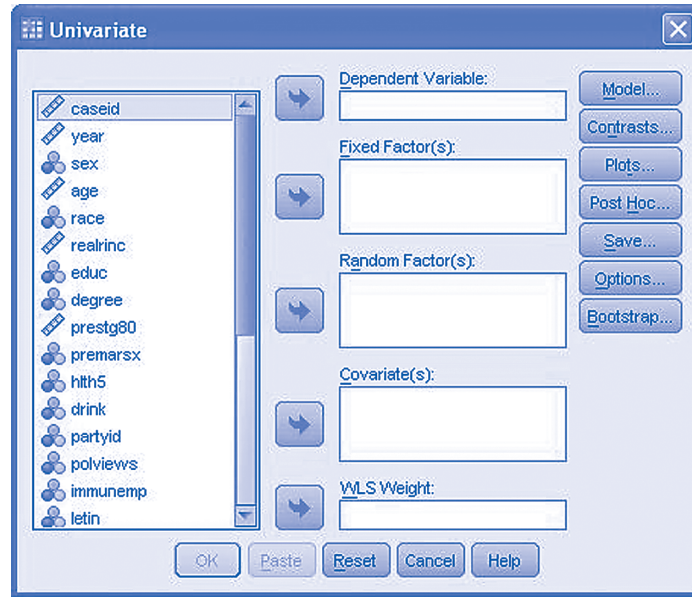 Univariate
caseid
year
sex
age
race
realrinc
educ
degree
prestg80
premarsx
hlth5
drink
partyid
polviews
immunemp
letin
Dependent Variable:
Fixed Factor(s):
Random Factor(s):
Covariate(s):
WLS Weight:
Model...
Contrasts...
Plots...
Post Hoc...
Save...
Options...
Bootstrap...
OK
Paste
Reset
Cancel
Help